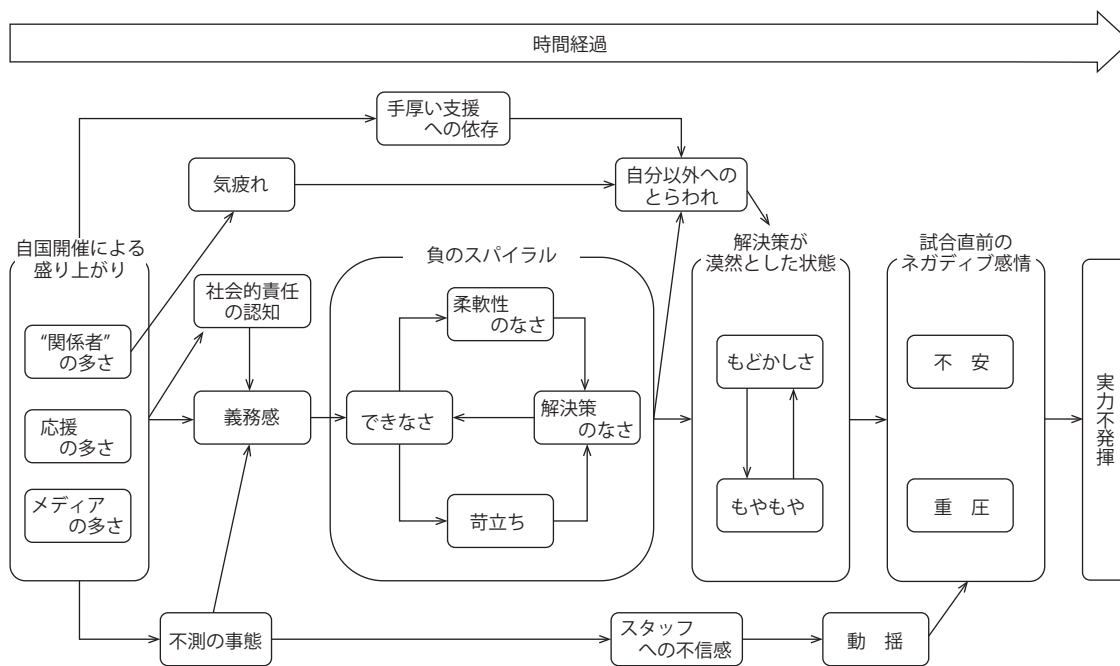 時間経過
手厚い支援
への依存
気疲れ
自分以外への
とらわれ
自国開催による
盛り上がり
負のスパイラル
解決策が
漠然とした状態
試合直前の
ネガディブ感情
社会的責任
の認知
柔軟性
のなさ
“関係者”
の多さ
もどかしさ
不 安
実力不発揮
応援
の多さ
義務感
できなさ
解決策
のなさ
メディア
の多さ
苛立ち
もやもや
重 圧
不測の事態
スタッフ
への不信感
動 揺